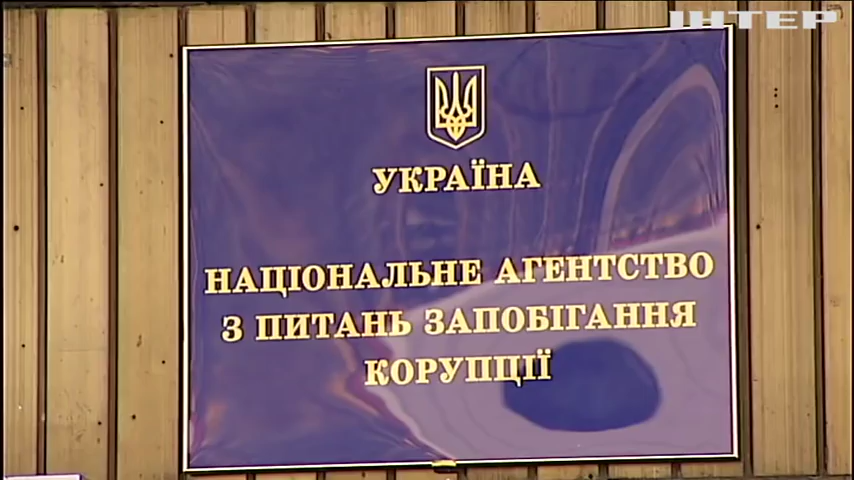 ІНТЕР
УКРАЇНА
НАЦІОНАЛЬНЕ АГЕНТСТВО
З ПИТАНЬ ЗАПОБІГАННЯ
КОРУПЦІЇ